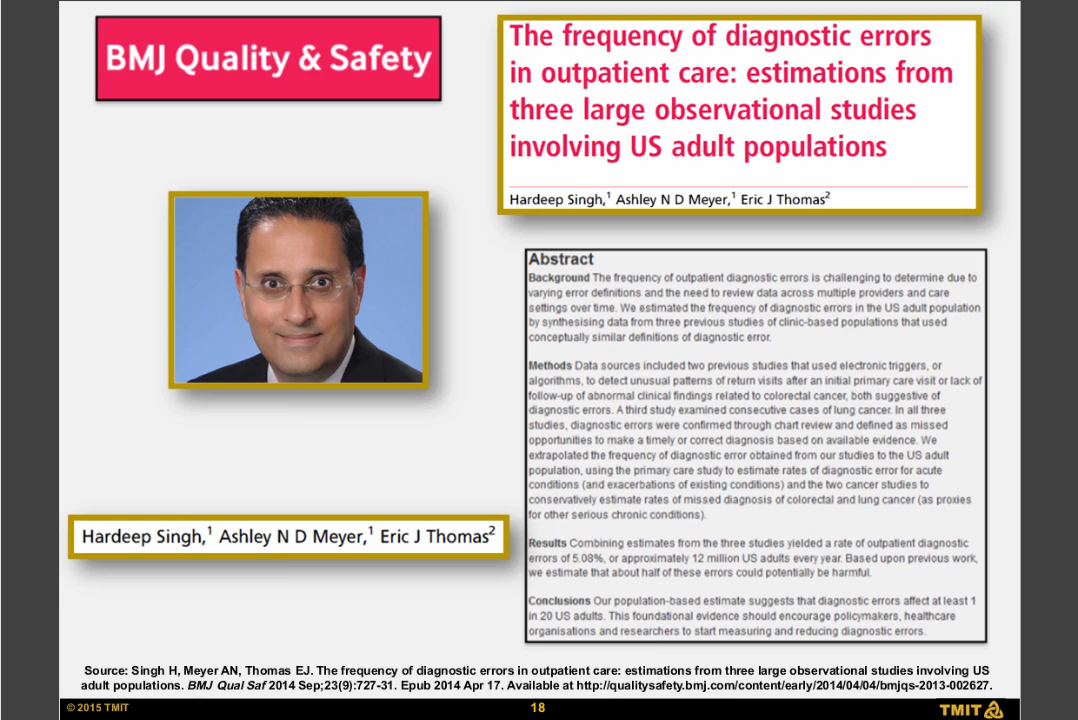 BMJ Quality & Safety
The frequency of diagnostic errors
in outpatient care: estimations from
three large observational studies
involving US adult populations
Hardeep Singh,1 Ashley N D Meyer,1 Eric J Thomas2
Abstract
Background The frequency of outpatient diagnostic errors is challenging to determine due to
varying error definitions and the need to review data across multiple providers and care
settings over time. We estimated the frequency of diagnostic errors in the US adult population
by synthesising data from three previous studies of clinic-based populations that used
conceptually similar definitions of diagnostic error.
Methods Data sources included two previous studies that used electronic triggers, or
algorithms, to detect unusual patterns of return visits after an initial primary care visit or lack of
follow-up of abnormal clinical findings related to colorectal cancer, both suggestive of
diagnostic errors. A third study examined consecutive cases of lung cancer. In all three
studies, diagnostic errors were confirmed through chart review and defined as missed
opportunities to make a timely or correct diagnosis based on available evidence. We
extrapolated the frequency of diagnostic error obtained from our studies to the US adult
population, using the primary care study to estimate rates of diagnostic error for acute
conditions (and exacerbations of existing conditions) and the two cancer studies to
conservatively estimate rates of missed diagnosis of colorectal and lung cancer (as proxies
for other serious chronic conditions).
Results Combining estimates from the three studies yielded a rate of outpatient diagnostic
errors of 5.08%, or approximately 12 million US adults every year. Based upon previous work,
we estimate that about half of these errors could potentially be harmful.
Conclusions Our population-based estimate suggests that diagnostic errors affect at least 1
in 20 US adults. This foundational evidence should encourage policymakers, healthcare
organisations and researchers to start measuring and reducing diagnostic errors.
Hardeep Singh,1 Ashley N D Meyer,1 Eric J Thomas2
Source: Singh H, Meyer AN, Thomas EJ. The frequency of diagnostic errors in outpatient care: estimations from three large observational studies involving US
adult populations. BMJ Qual Saf 2014 Sep;23(9):727-31. Epub 2014 Apr 17. Available at http://qualitysafety.bmj.com/content/early/2014/04/04/bmjqs-2013-002627.
© 2015 TMIT
18
TMIT